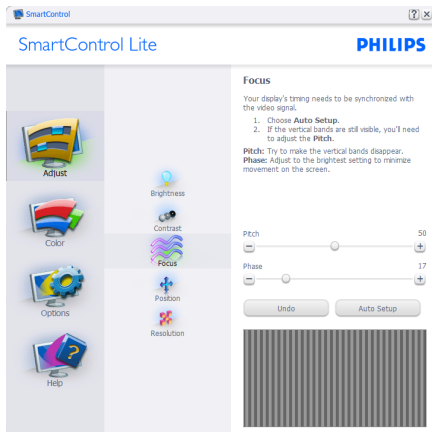 SmartControl
SmartControl Lite
PHILIPS
Adjust
Color
Options
Help
Brightness
Contrast
Focus
Position
Resolution
Focus
Your display's timing needs to be synchronized with
the video signal.
1. Choose Auto Setup.
2. If the vertical bands are still visible, you'll need
to adjust the Pitch.
Pitch: Try to make the vertical bands disappear.
Phase: Adjust to the brightest setting to minimize
movement on the screen.
Pitch 50
Phase 17
Undo Auto Setup